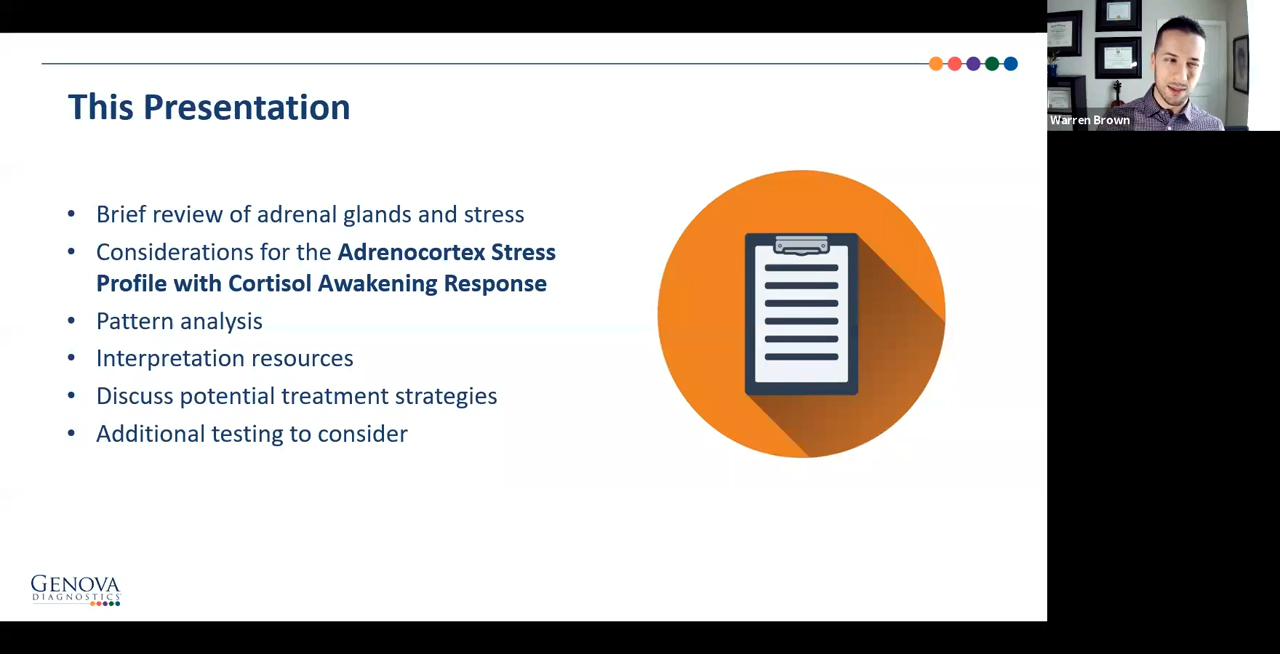 This Presentation
• Brief review of adrenal glands and stress
• Considerations for the Adrenocortex Stress
Profile with Cortisol Awakening Response
• Pattern analysis
• Interpretation resources
• Discuss potential treatment strategies
• Additional testing to consider
GENOVA
DIAGNOSTICS
Warren Brown